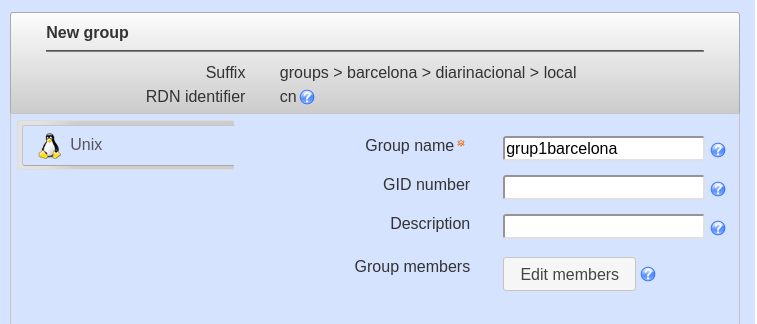 New group
Suffix groups > barcelona > diarinacional > local
RDN identifier cn
Unix
Group name grup1barcelona
GID number
Description
Group members Edit members